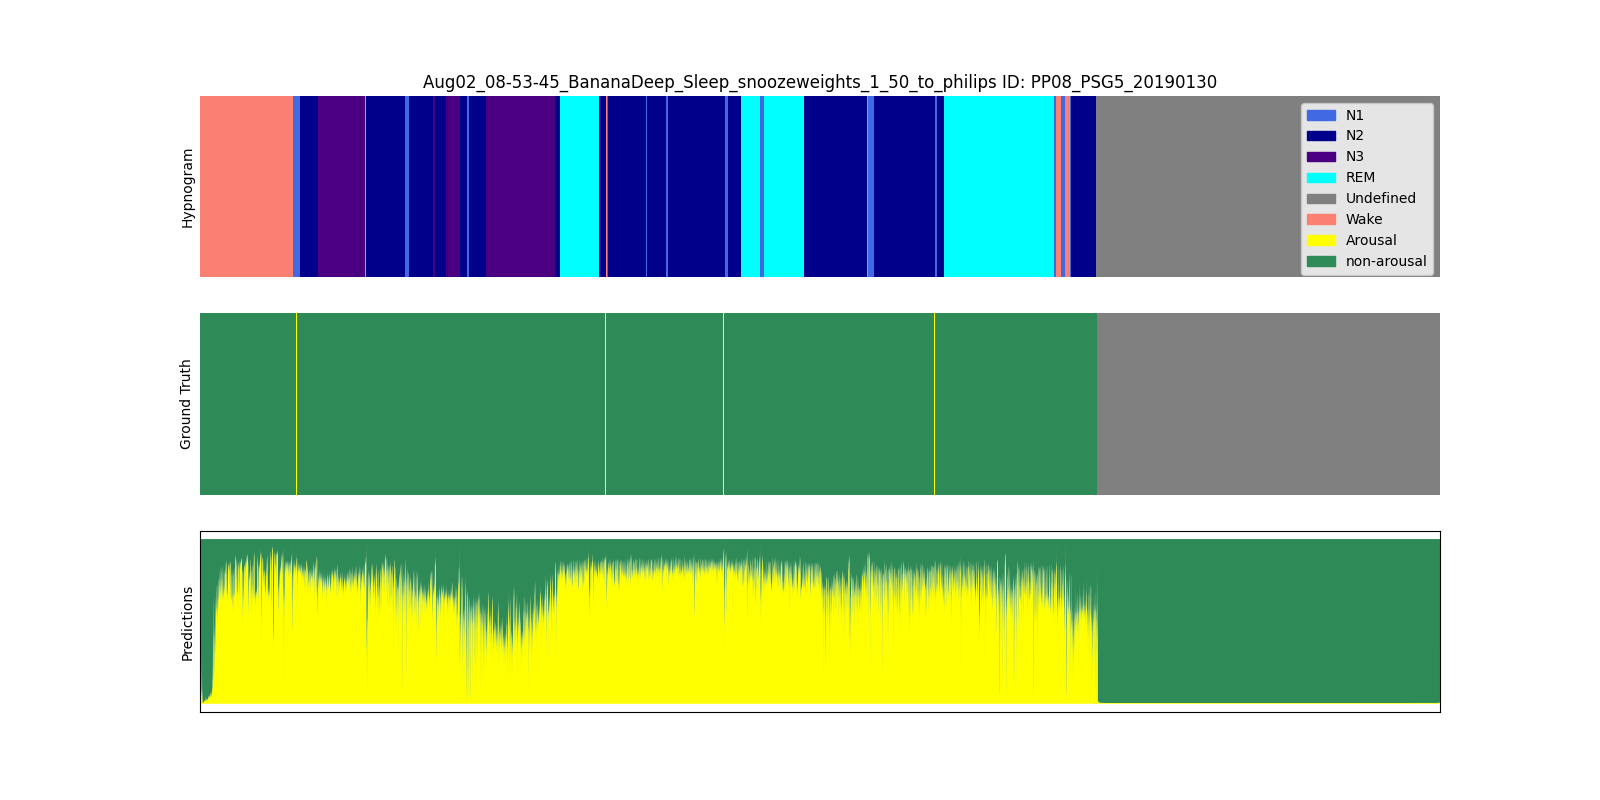 Aug02_08-53-45_BananaDeep_Sleep_snoozeweights_1_50_to_philips ID: PP08_PSG5_20190130
Hypnogram
N1
N2
N3
REM
Undefined
Wake
Arousal
non-arousal
Ground Truth
Predictions